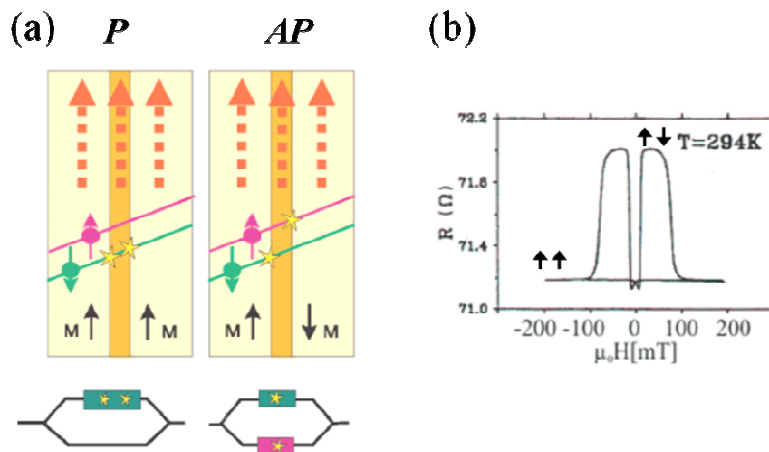 (a)
P
AP
M
M
M
M
(b)
72.2
71.8
71.4
71.0
R (Ω)
T=294K
-200 -100 0 100 200
μ₀H[mT]